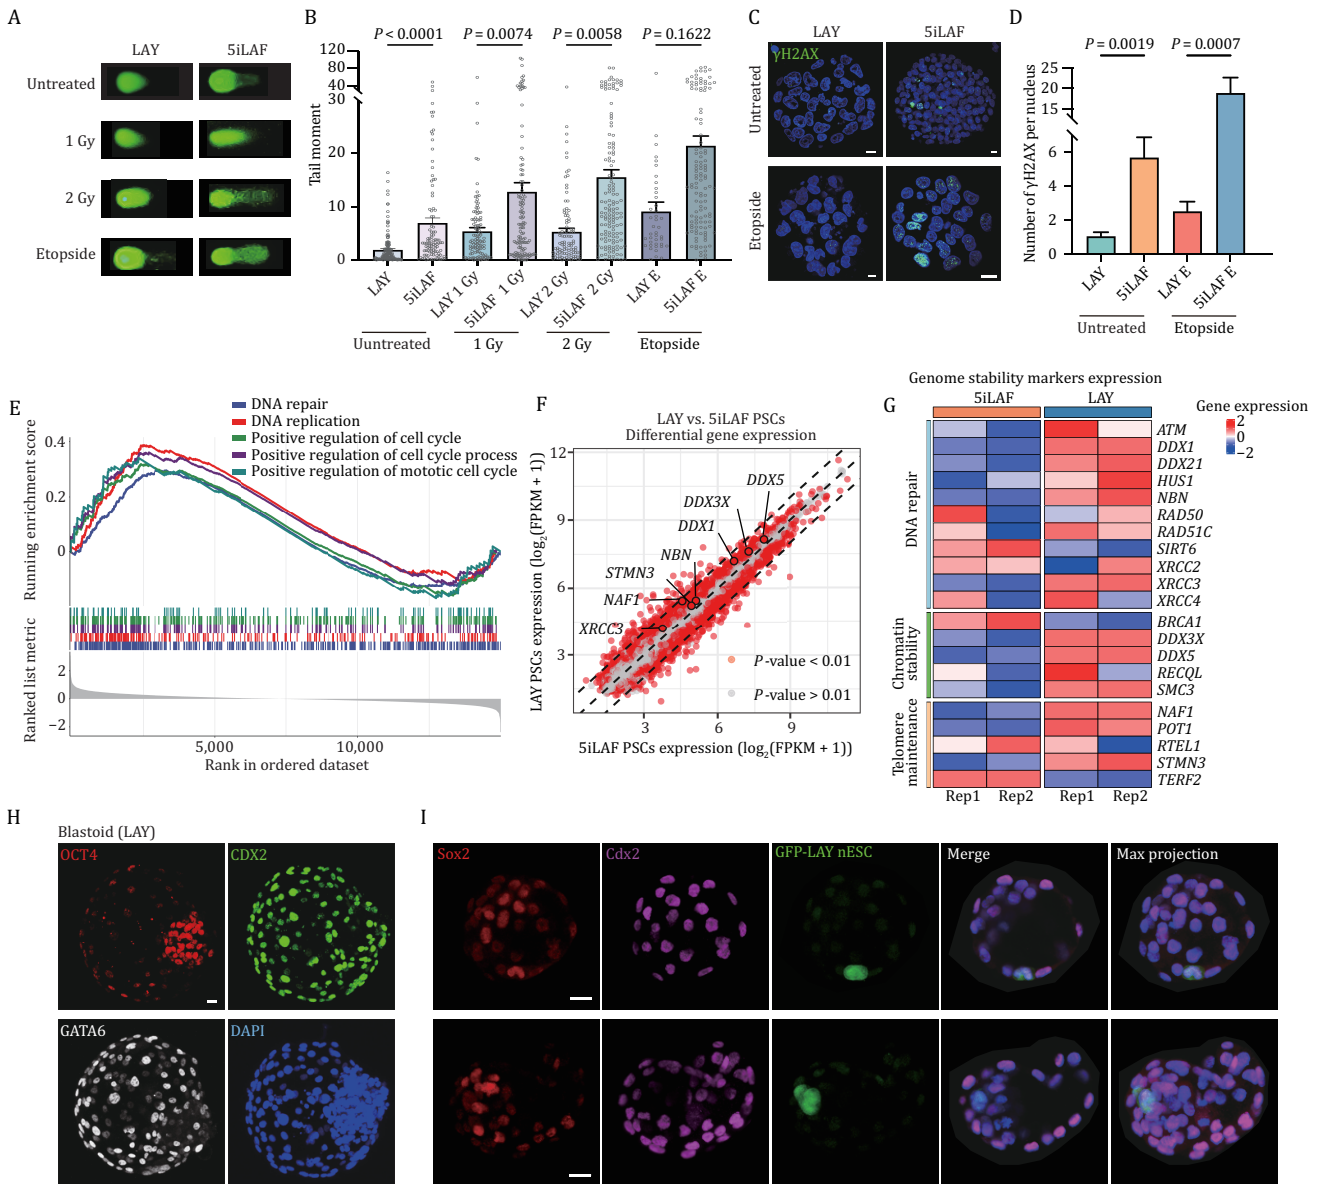 A
LAY 5iLAF
Untreated
1 Gy
2 Gy
Etopside
B
P < 0.0001 P = 0.0074 P = 0.0058 P = 0.1622
Tail moment
120
80
40
30
20
10
0
LAY 5iLAF LAY 1 Gy 5iLAF 1 Gy LAY 2 Gy 5iLAF 2 Gy LAY E 5iLAF E
Uuntreated 1 Gy 2 Gy Etopside
C
LAY 5iLAF
γH2AX
Untreated
Etopside
D
P = 0.0019 P = 0.0007
Number of γH2AX per nucleus
25
20
15
6
4
2
0
LAY 5iLAF LAY E 5iLAF E
Untreated Etopside
E
DNA repair
DNA replication
Positive regulation of cell cycle
Positive regulation of cell cycle process
Positive regulation of mototic cell cycle
Running enrichment score
0.4
0.2
0
Ranked list metric
2
0
−2
5,000 10,000
Rank in ordered dataset
F
LAY vs. 5iLAF PSCs
Differential gene expression
LAY PSCs expression (log2(FPKM + 1))
12
9
6
3
DDX5
DDX3X
DDX1
NBN
STMN3
NAF1
XRCC3
P-value < 0.01
P-value > 0.01
3 6 9
5iLAF PSCs expression (log2(FPKM + 1))
G
Genome stability markers expression
5iLAF LAY
Gene expression
2
0
−2
DNA repair
ATM
DDX1
DDX21
HUS1
NBN
RAD50
RAD51C
SIRT6
XRCC2
XRCC3
XRCC4
Chromatin
stability
BRCA1
DDX3X
DDX5
RECQL
SMC3
Telomere
maintenance
NAF1
POT1
RTEL1
STMN3
TERF2
Rep1 Rep2 Rep1 Rep2
H
Blastoid (LAY)
OCT4 CDX2
GATA6 DAPI
I
Sox2 Cdx2 GFP-LAY nESC Merge Max projection